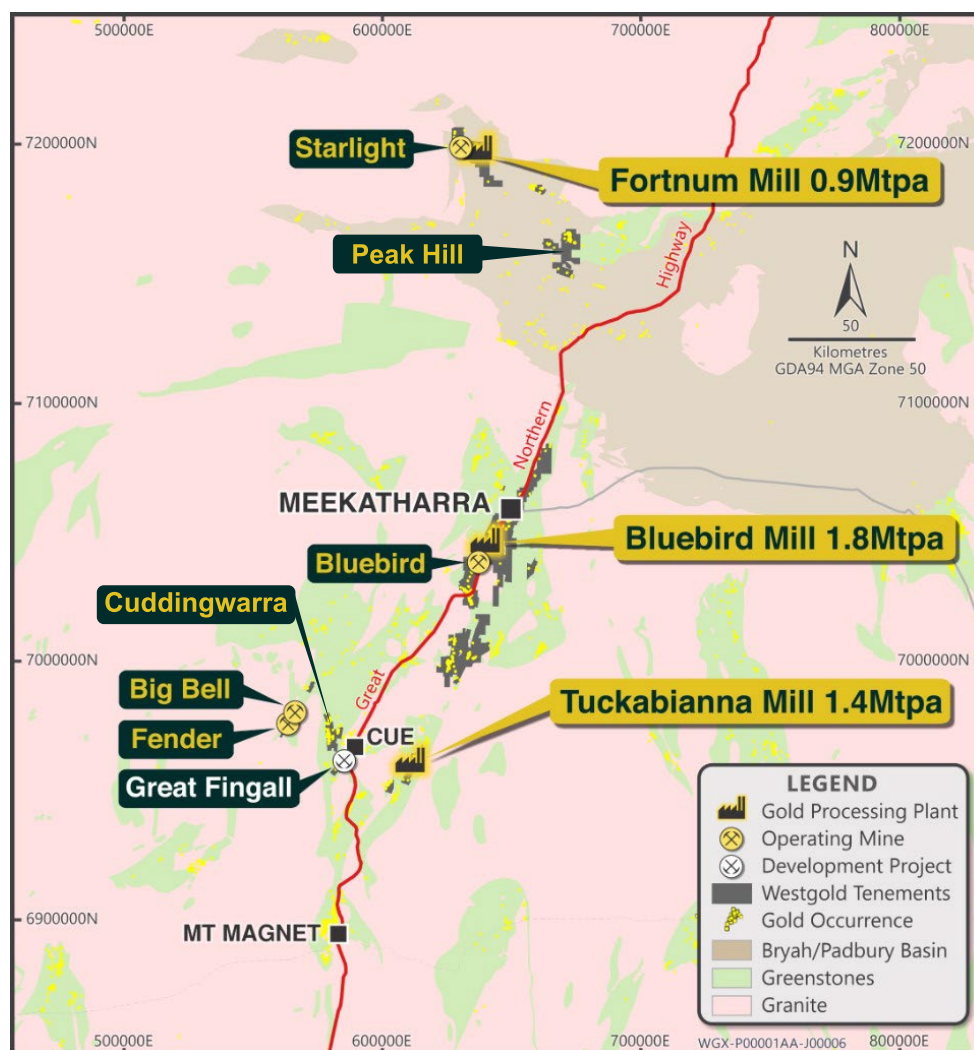 500000E
600000E
700000E
800000E
7200000N
7200000N
Starlight
Fortnum Mill 0.9Mtpa
Peak Hill
Highway
N
50
Kilometres
GDA94 MGA Zone 50
7100000N
7100000N
Northern
MEEKATHARRA
Bluebird Mill 1.8Mtpa
Bluebird
Cuddingwarra
7000000N
7000000N
Great
Big Bell
Tuckabianna Mill 1.4Mtpa
Fender
CUE
Great Fingall
LEGEND
Gold Processing Plant
Operating Mine
Development Project
Westgold Tenements
Gold Occurrence
Bryah/Padbury Basin
Greenstones
Granite
6900000N
MT MAGNET
500000E
600000E
700000E
WGX-P00001AA-J00006
800000E